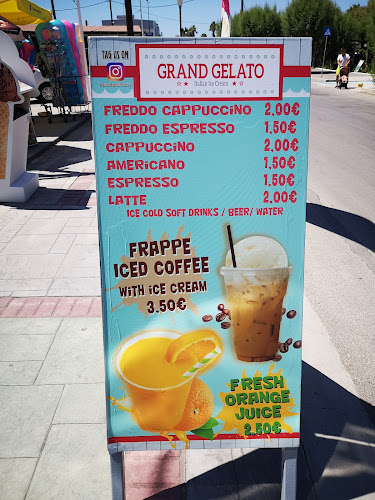 TAG US ON
GRAND GELATO
Italian Ice Cream
FREDDO CAPPUCCINO 2,00€
FREDDO ESPRESSO 1,50€
CAPPUCCINO 2,00€
AMERICANO 1,50€
ESPRESSO 1,50€
LATTE 2,00€
ICE COLD SOFT DRINKS / BEER/ WATER
FRAPPE
ICED COFFEE
WITH ICE CREAM
3.50€
FRESH
ORANGE
JUICE
2.50€